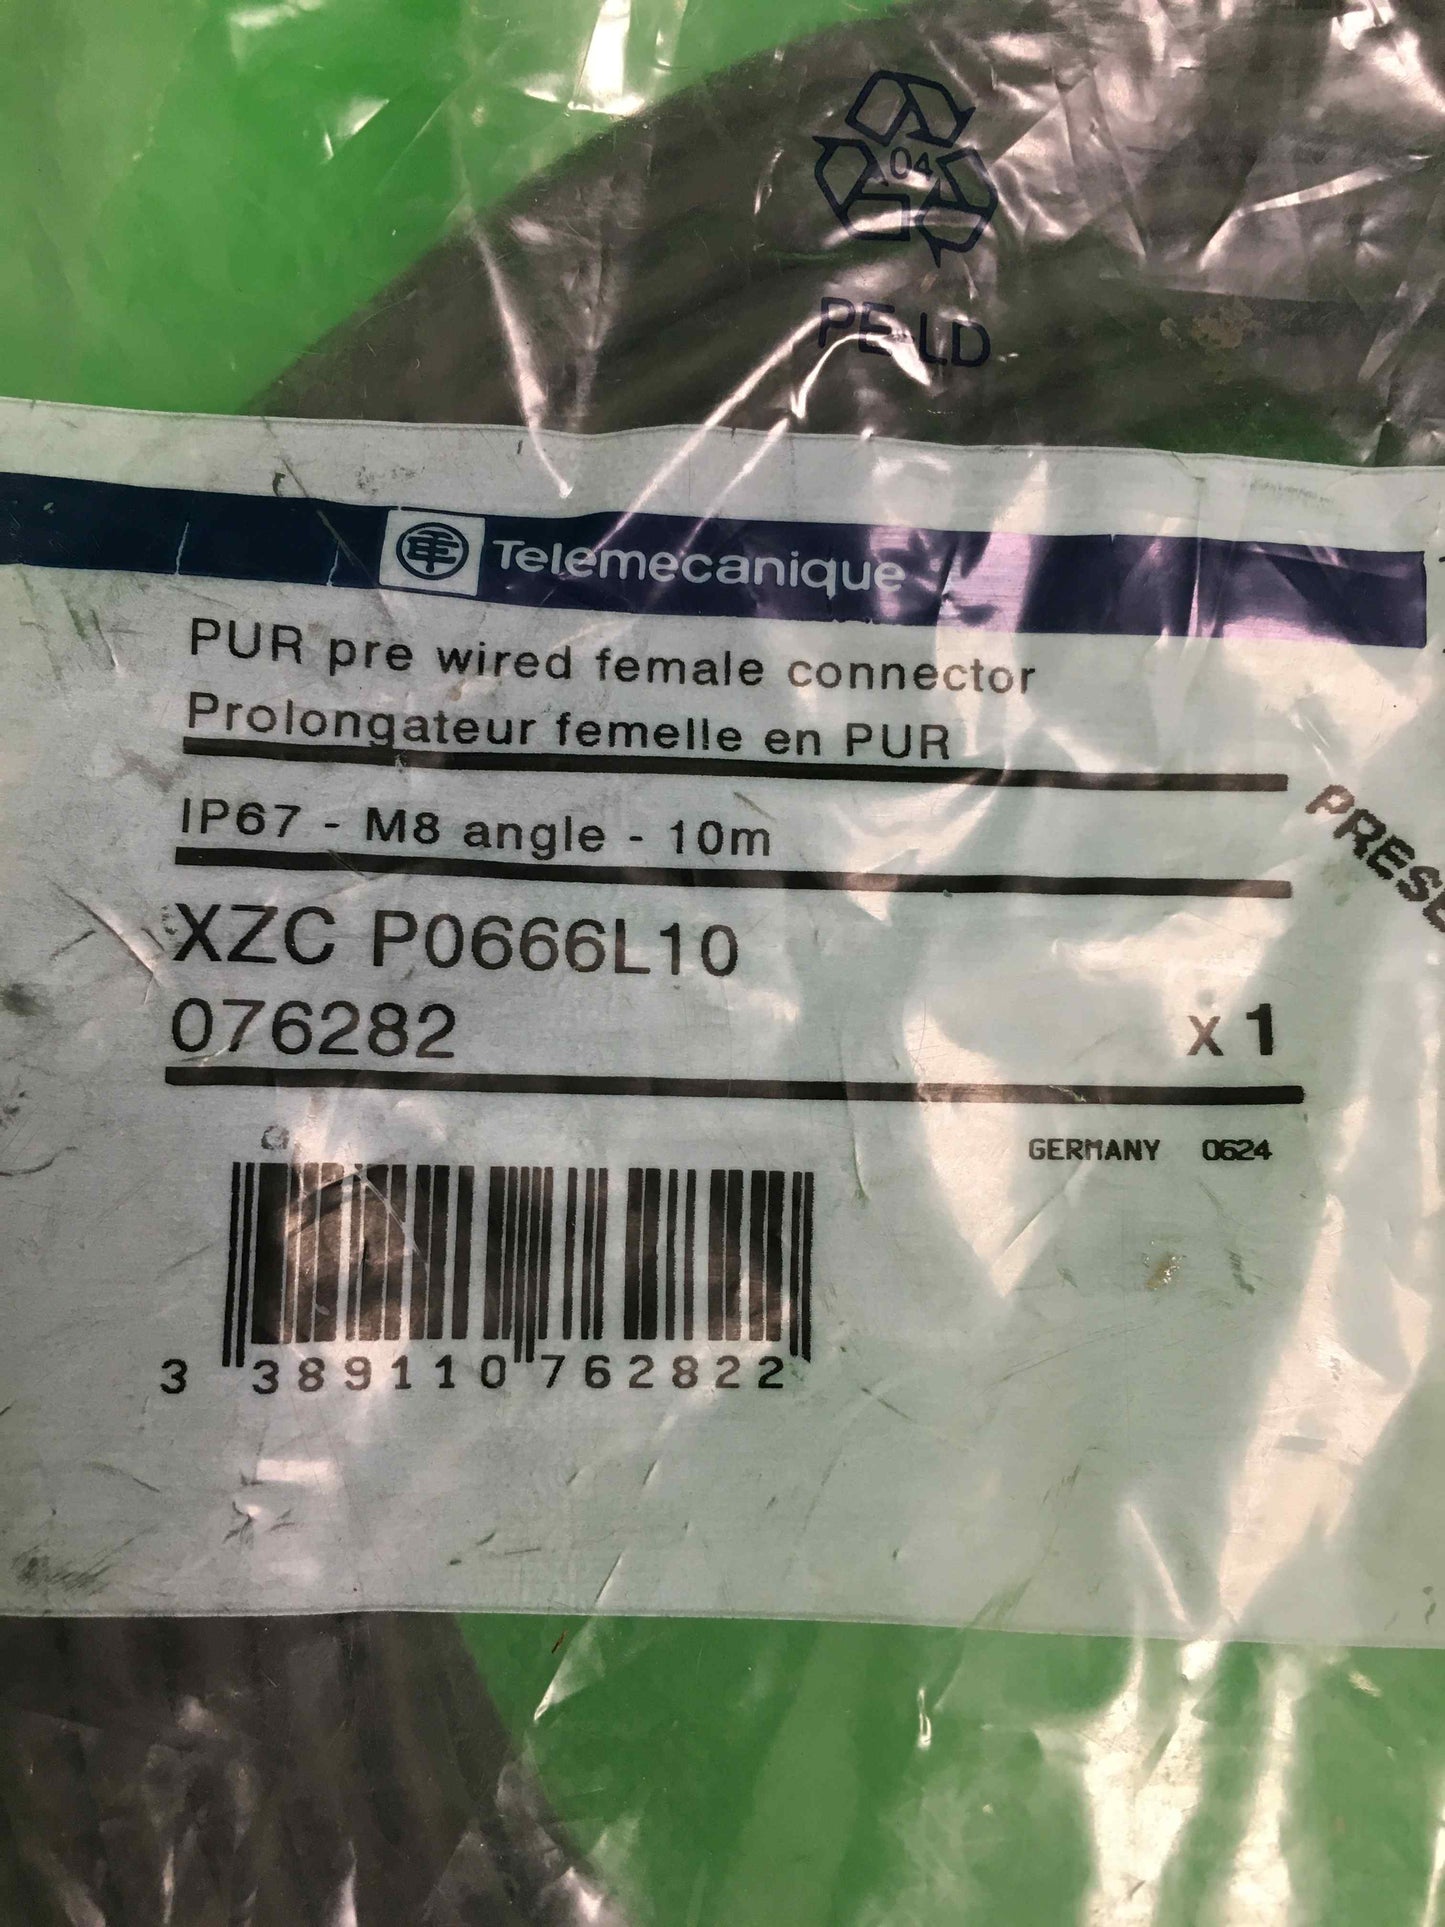 04
PE-LD
Telemecanique
PUR pre wired female connector
Prolongateur femelle en PUR
IP67 - M8 angle - 10m
XZC P0666L10
076282
x 1
GERMANY 0624
3 389110 762822